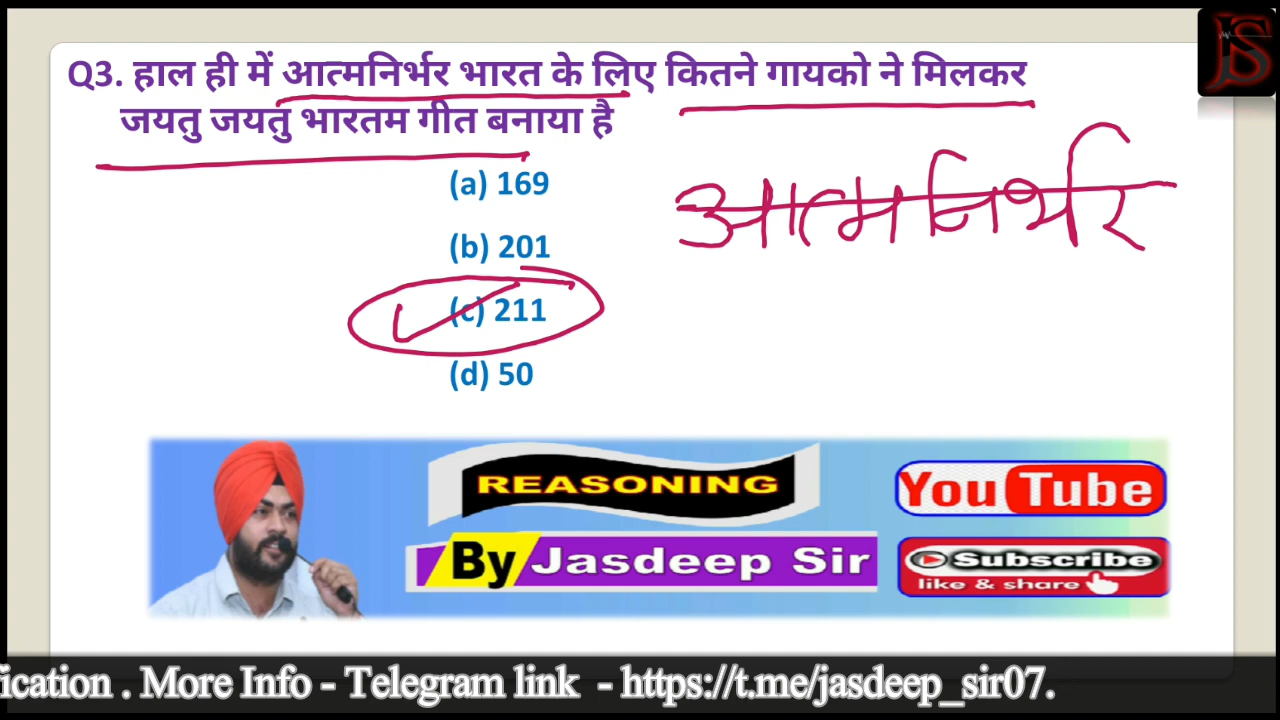 Q3. हाल ही में आत्मनिर्भर भारत के लिए कितने गायको ने मिलकर
जयतु जयतु भारतम गीत बनाया है
(a) 169
(b) 201
(c) 211
(d) 50
आत्मनिर्भर
REASONING
By Jasdeep Sir
YouTube
Subscribe
like & share
JS
ication . More Info - Telegram link - https://t.me/jasdeep_sir07.